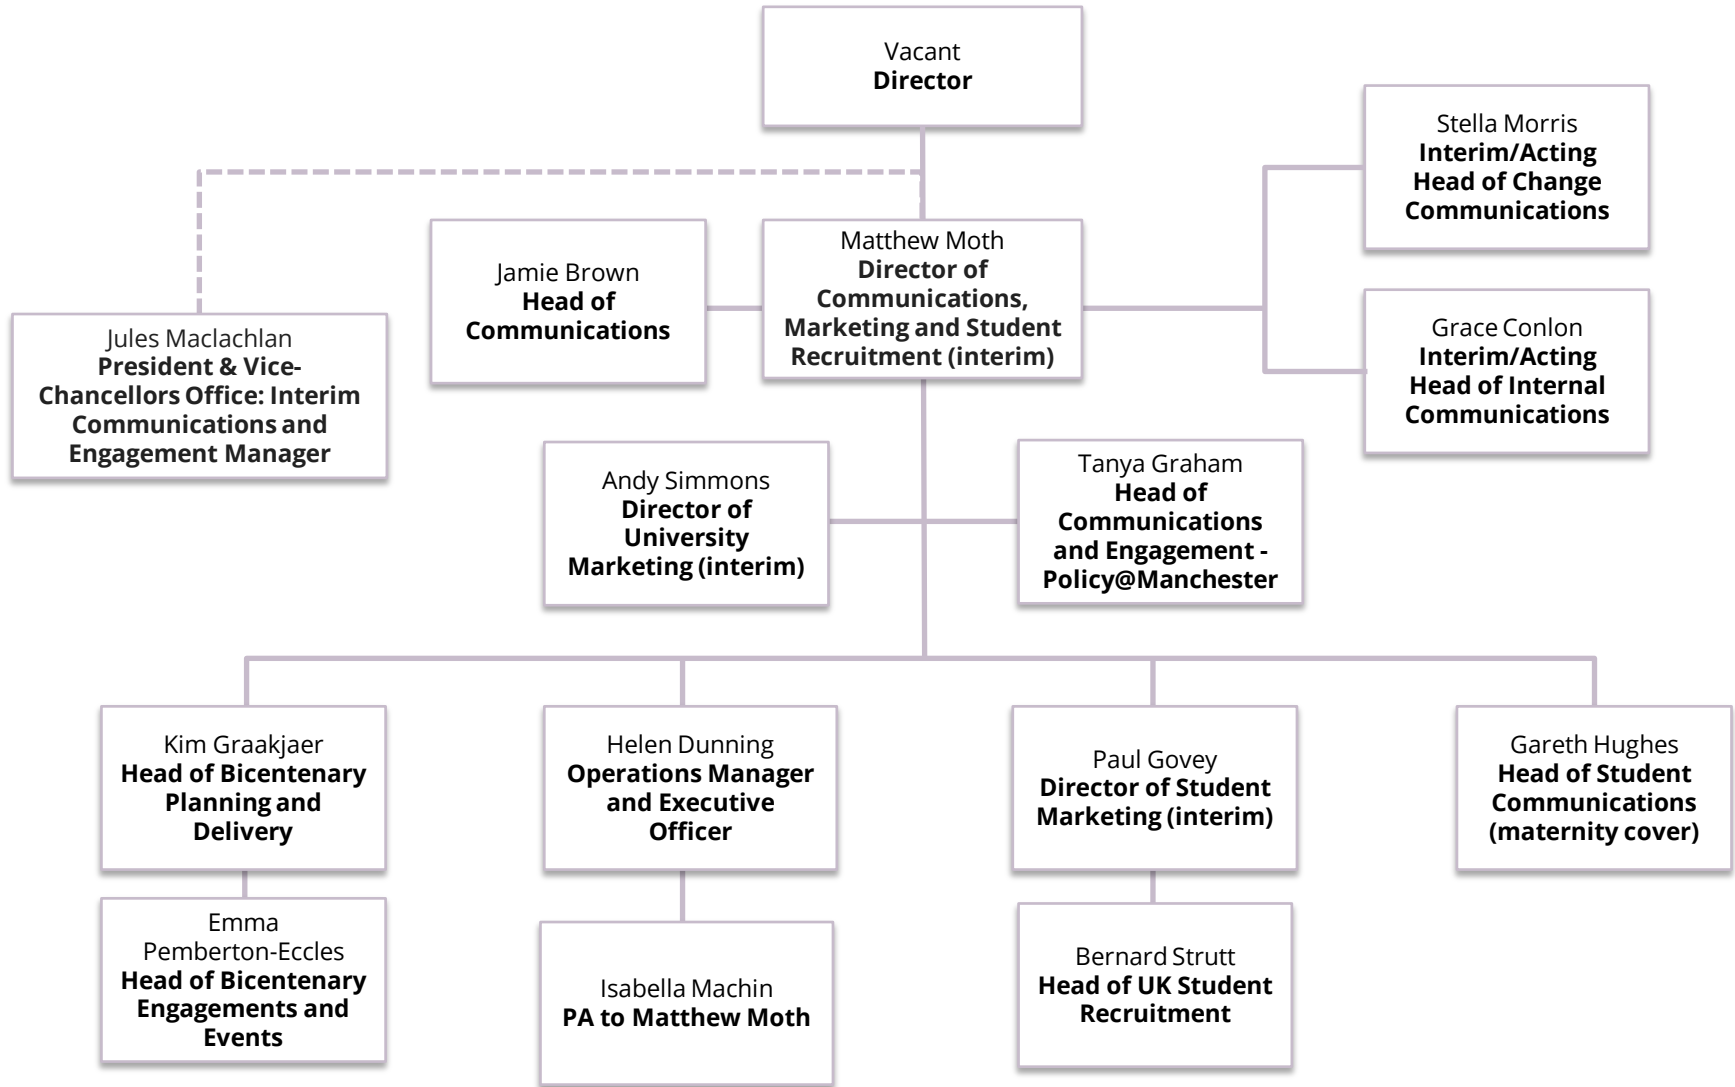 Vacant
Director
Stella Morris
Interim/Acting
Head of Change
Communications
Jamie Brown
Head of
Communications
Matthew Moth
Director of
Communications,
Marketing and Student
Recruitment (interim)
Grace Conlon
Interim/Acting
Head of Internal
Communications
Jules Maclachlan
President & Vice-
Chancellors Office: Interim
Communications and
Engagement Manager
Andy Simmons
Director of
University
Marketing (interim)
Tanya Graham
Head of
Communications
and Engagement -
Policy@Manchester
Kim Graakjaer
Head of Bicentenary
Planning and
Delivery
Helen Dunning
Operations Manager
and Executive
Officer
Paul Govey
Director of Student
Marketing (interim)
Gareth Hughes
Head of Student
Communications
(maternity cover)
Emma
Pemberton-Eccles
Head of Bicentenary
Engagements and
Events
Isabella Machin
PA to Matthew Moth
Bernard Strutt
Head of UK Student
Recruitment